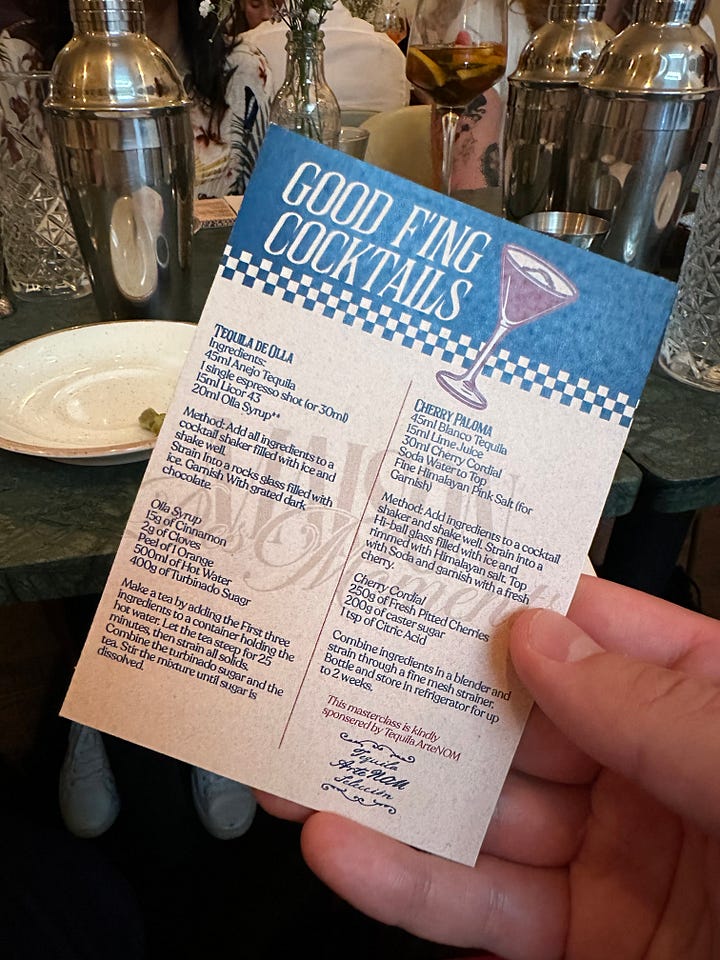 GOOD F'ING
COCKTAILS
TEQUILA DE OLLA
Ingredients:
45ml Anejo Tequila
1 single espresso shot (or 30ml)
15ml Licor 43
20ml Olla Syrup**
Method: Add all ingredients to a
cocktail shaker filled with ice and
shake well.
Strain Into a rocks glass filled with
ice. Garnish With grated dark
chocolate
Olla Syrup
15g of Cinnamon
2g of Cloves
Peel of 1 Orange
500ml of Hot Water
400g of Turbinado Suagr
Make a tea by adding the First three
ingredients to a container holding the
hot water. Let the tea steep for 25
minutes, then strain all solids.
Combine the turbinado sugar and the
tea. Stir the mixture until sugar is
dissolved.
CHERRY PALOMA
45ml Blanco Tequila
15ml Lime Juice
30ml Cherry Cordial
Soda Water to Top
Fine Himalayan Pink Salt (for
Garnish)
Method: Add ingredients to a cocktail
shaker and shake well. Strain into a
Hi-ball glass filled with ice and
rimmed with Himalayan salt. Top
with Soda and garnish with a fresh
cherry.
Cherry Cordial
250g of Fresh Pitted Cherries
200g of caster sugar
1 tsp of Citric Acid
Combine ingredients in a blender and
strain through a fine mesh strainer.
Bottle and store in refrigerator for up
to 2 weeks.
This masterclass is kindly
sponsered by Tequila ArteNOM
Tequila
ArteNOM
Selección